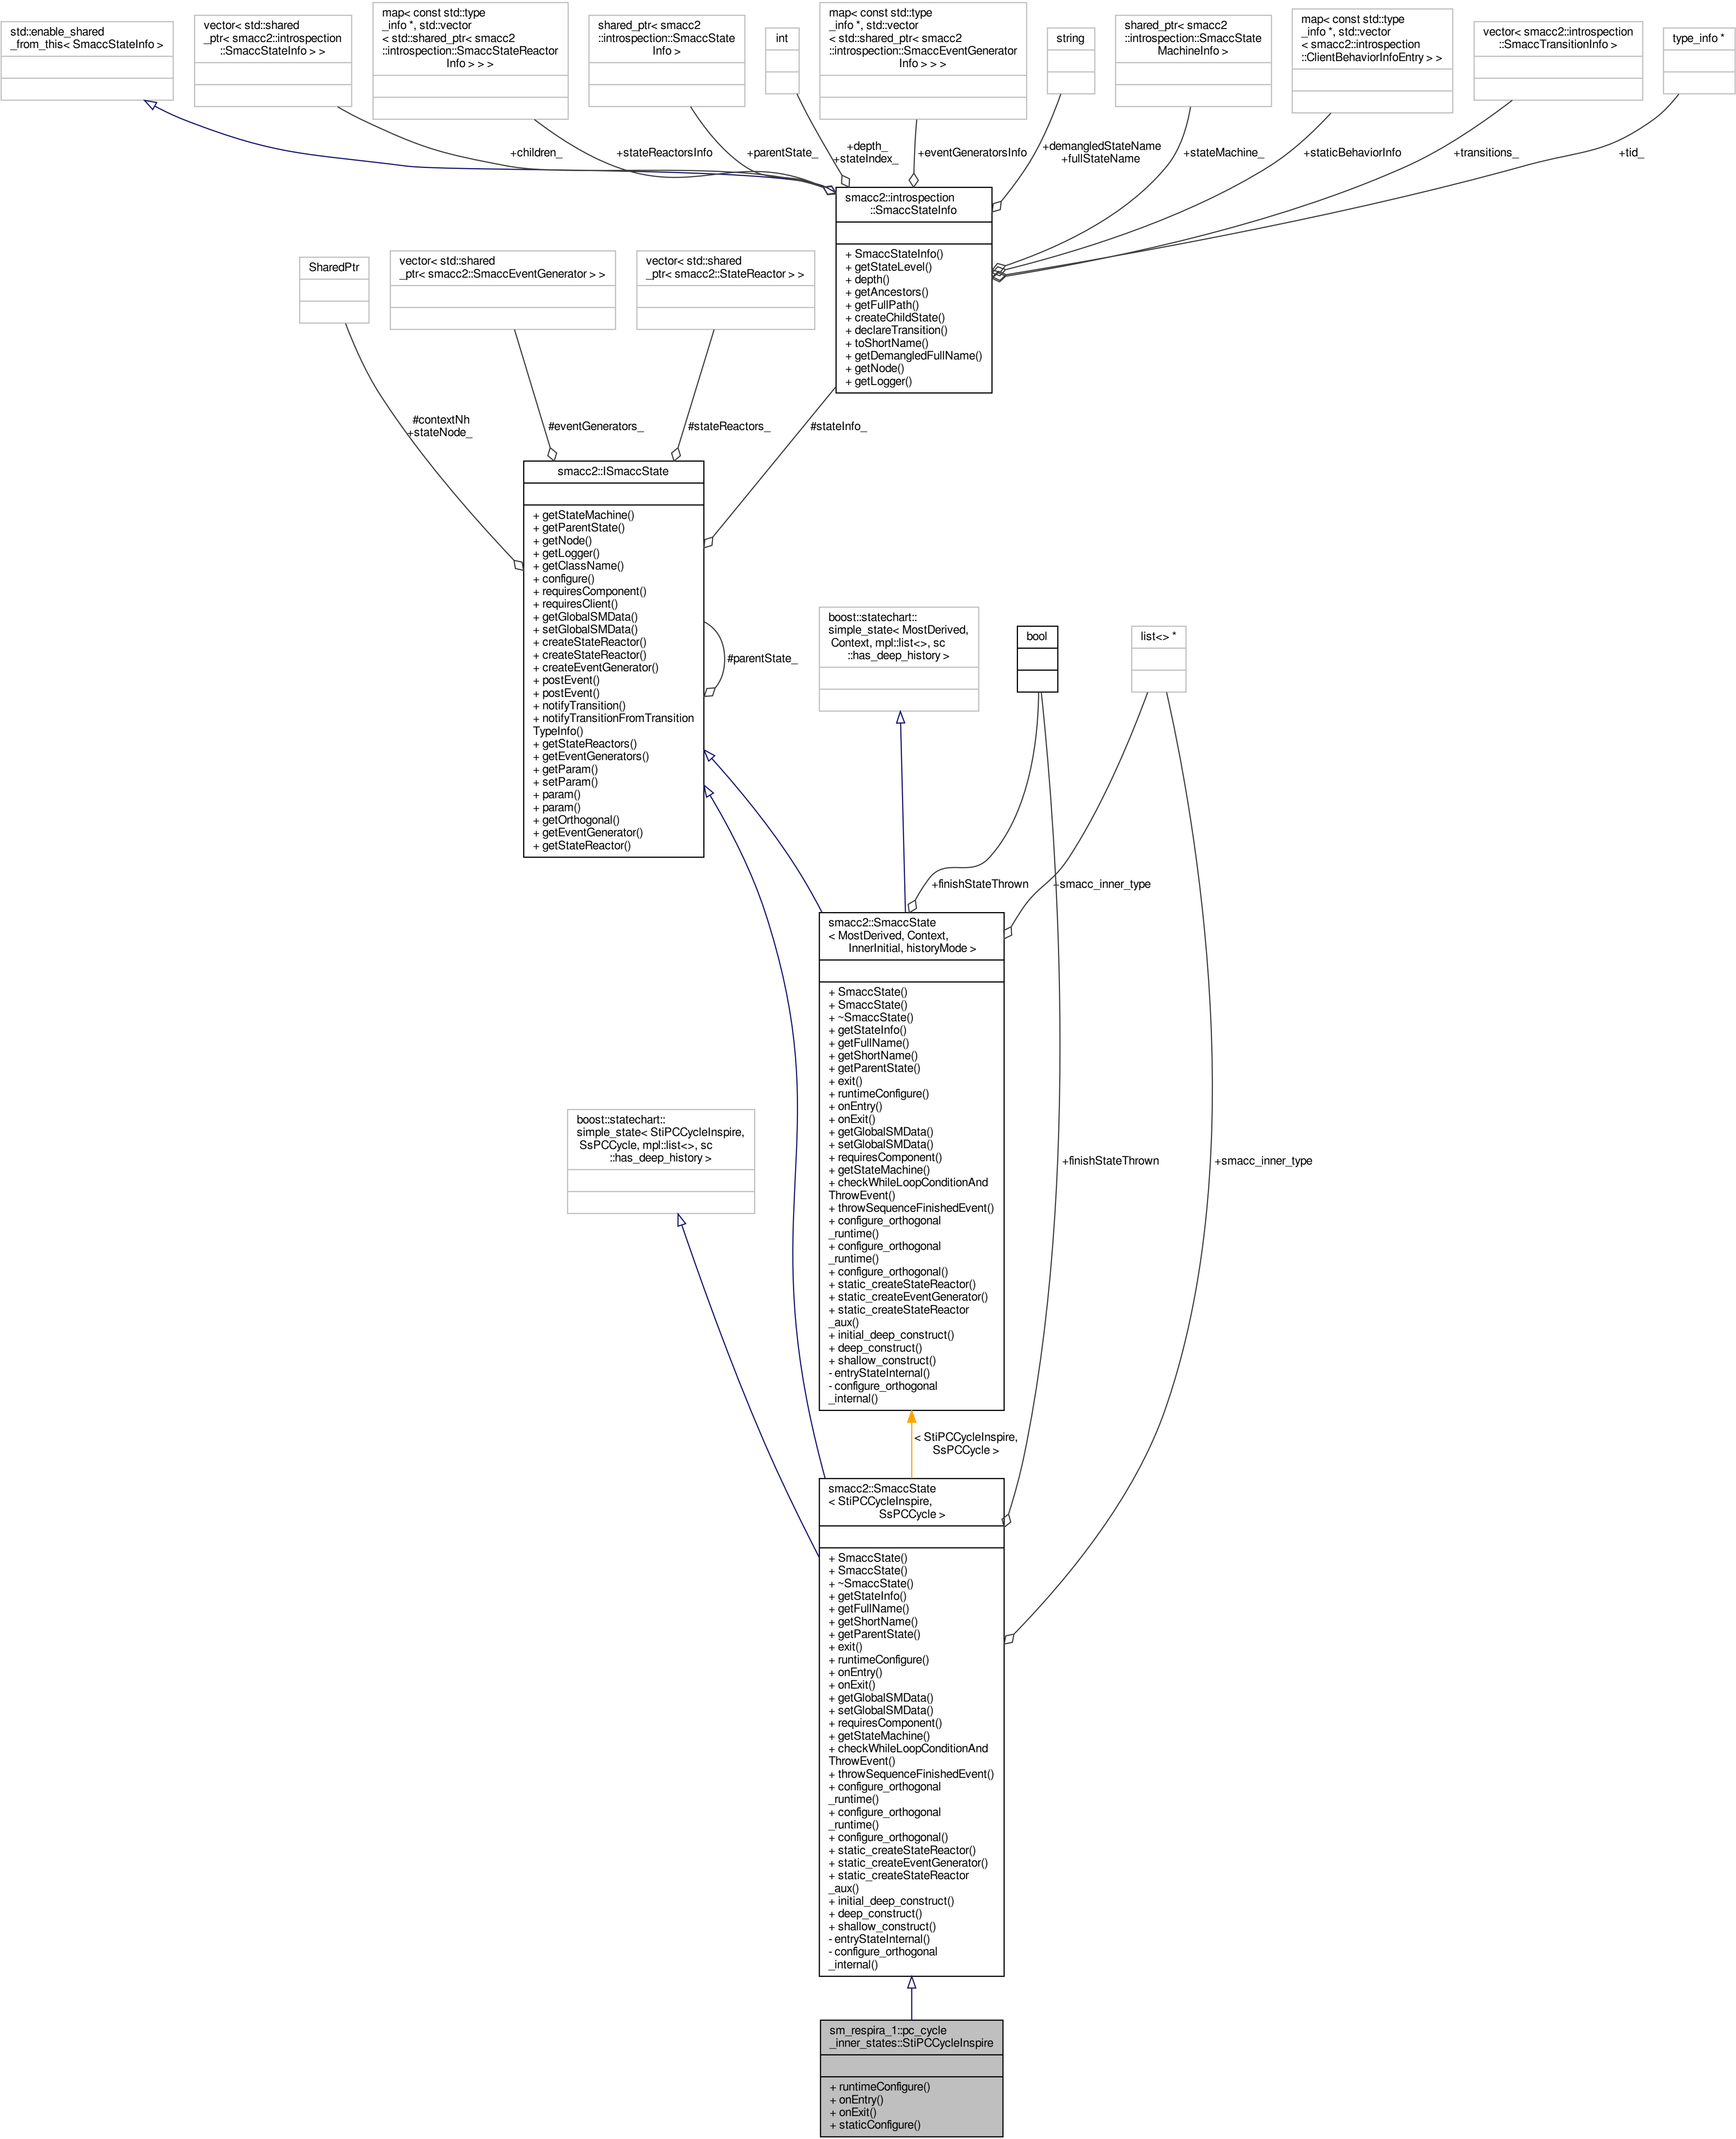 std::enable_shared
_from_this< SmaccStateInfo >
vector< std::shared
_ptr< smacc2::introspection
::SmaccStateInfo > >
map< const std::type
_info *, std::vector
< std::shared_ptr< smacc2
::introspection::SmaccStateReactor
Info > > >
shared_ptr< smacc2
::introspection::SmaccState
Info >
int
map< const std::type
_info *, std::vector
< std::shared_ptr< smacc2
::introspection::SmaccEventGenerator
Info > > >
string
shared_ptr< smacc2
::introspection::SmaccState
MachineInfo >
map< const std::type
_info *, std::vector
< smacc2::introspection
::ClientBehaviorInfoEntry > >
vector< smacc2::introspection
::SmaccTransitionInfo >
type_info *
+children_
+stateReactorsInfo
+parentState_
+depth_
+stateIndex_
+eventGeneratorsInfo
+demangledStateName
+fullStateName
+stateMachine_
+staticBehaviorInfo
+transitions_
+tid_
smacc2::introspection
::SmaccStateInfo
+ SmaccStateInfo()
+ getStateLevel()
+ depth()
+ getAncestors()
+ getFullPath()
+ createChildState()
+ declareTransition()
+ toShortName()
+ getDemangledFullName()
+ getNode()
+ getLogger()
SharedPtr
vector< std::shared
_ptr< smacc2::SmaccEventGenerator > >
vector< std::shared
_ptr< smacc2::StateReactor > >
#contextNh
+stateNode_
#eventGenerators_
#stateReactors_
#stateInfo_
smacc2::ISmaccState
+ getStateMachine()
+ getParentState()
+ getNode()
+ getLogger()
+ getClassName()
+ configure()
+ requiresComponent()
+ requiresClient()
+ getGlobalSMData()
+ setGlobalSMData()
+ createStateReactor()
+ createStateReactor()
+ createEventGenerator()
+ postEvent()
+ postEvent()
+ notifyTransition()
+ notifyTransitionFromTransition
TypeInfo()
+ getStateReactors()
+ getEventGenerators()
+ getParam()
+ setParam()
+ param()
+ param()
+ getOrthogonal()
+ getEventGenerator()
+ getStateReactor()
#parentState_
boost::statechart::
simple_state< MostDerived,
Context, mpl::list<>, sc
::has_deep_history >
bool
list<> *
+finishStateThrown
+smacc_inner_type
smacc2::SmaccState
< MostDerived, Context,
InnerInitial, historyMode >
+ SmaccState()
+ SmaccState()
+ ~SmaccState()
+ getStateInfo()
+ getFullName()
+ getShortName()
+ getParentState()
+ exit()
+ runtimeConfigure()
+ onEntry()
+ onExit()
+ getGlobalSMData()
+ setGlobalSMData()
+ requiresComponent()
+ getStateMachine()
+ checkWhileLoopConditionAnd
ThrowEvent()
+ throwSequenceFinishedEvent()
+ configure_orthogonal
_runtime()
+ configure_orthogonal
_runtime()
+ configure_orthogonal()
+ static_createStateReactor()
+ static_createEventGenerator()
+ static_createStateReactor
_aux()
+ initial_deep_construct()
+ deep_construct()
+ shallow_construct()
- entryStateInternal()
- configure_orthogonal
_internal()
boost::statechart::
simple_state< StiPCCycleInspire,
SsPCCycle, mpl::list<>, sc
::has_deep_history >
+finishStateThrown
+smacc_inner_type
< StiPCCycleInspire,
SsPCCycle >
smacc2::SmaccState
< StiPCCycleInspire,
SsPCCycle >
+ SmaccState()
+ SmaccState()
+ ~SmaccState()
+ getStateInfo()
+ getFullName()
+ getShortName()
+ getParentState()
+ exit()
+ runtimeConfigure()
+ onEntry()
+ onExit()
+ getGlobalSMData()
+ setGlobalSMData()
+ requiresComponent()
+ getStateMachine()
+ checkWhileLoopConditionAnd
ThrowEvent()
+ throwSequenceFinishedEvent()
+ configure_orthogonal
_runtime()
+ configure_orthogonal
_runtime()
+ configure_orthogonal()
+ static_createStateReactor()
+ static_createEventGenerator()
+ static_createStateReactor
_aux()
+ initial_deep_construct()
+ deep_construct()
+ shallow_construct()
- entryStateInternal()
- configure_orthogonal
_internal()
sm_respira_1::pc_cycle
_inner_states::StiPCCycleInspire
+ runtimeConfigure()
+ onEntry()
+ onExit()
+ staticConfigure()